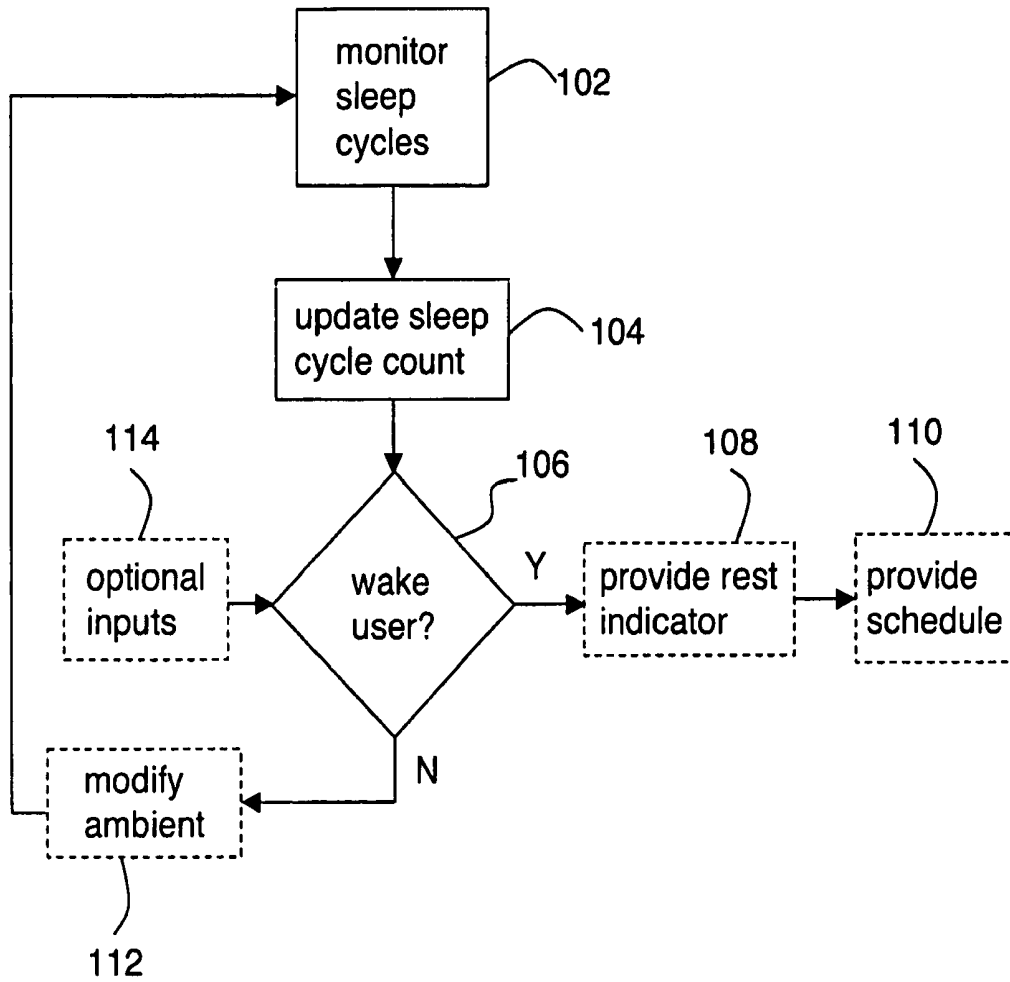 monitor
sleep
cycles
102
update sleep
cycle count
104
114
106
108
110
optional
inputs
wake
user?
Y
provide rest
indicator
provide
schedule
N
modify
ambient
112